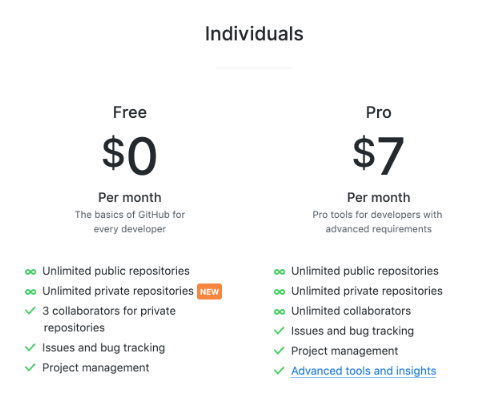 Individuals
Free
$0
Per month
The basics of GitHub for
every developer
Unlimited public repositories
Unlimited private repositories NEW
3 collaborators for private
repositories
Issues and bug tracking
Project management
Pro
$7
Per month
Pro tools for developers with
advanced requirements
Unlimited public repositories
Unlimited private repositories
Unlimited collaborators
Issues and bug tracking
Project management
Advanced tools and insights